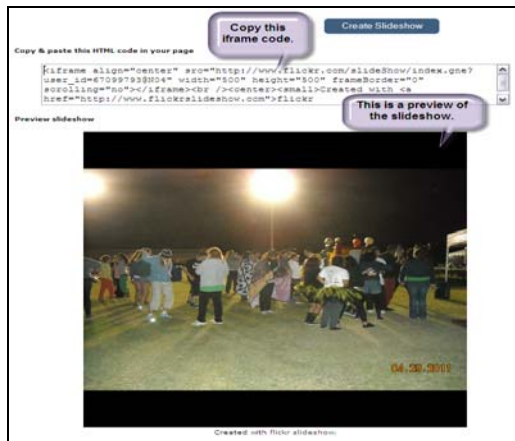 Copy this
iframe code.
Create Slideshow
Copy & paste this HTML code in your page
<iframe align="center" src="http://www.flickr.com/slideShow/index.gne?
user_id=67099793@N04" width="500" height="500" frameBorder="0"
scrolling="no"></iframe><br /><center><small>Created with <a
href="http://www.flickrslideshow.com">flickr
This is a preview of
the slideshow.
Preview slideshow
04.28.2011
Created with flickr slideshow.